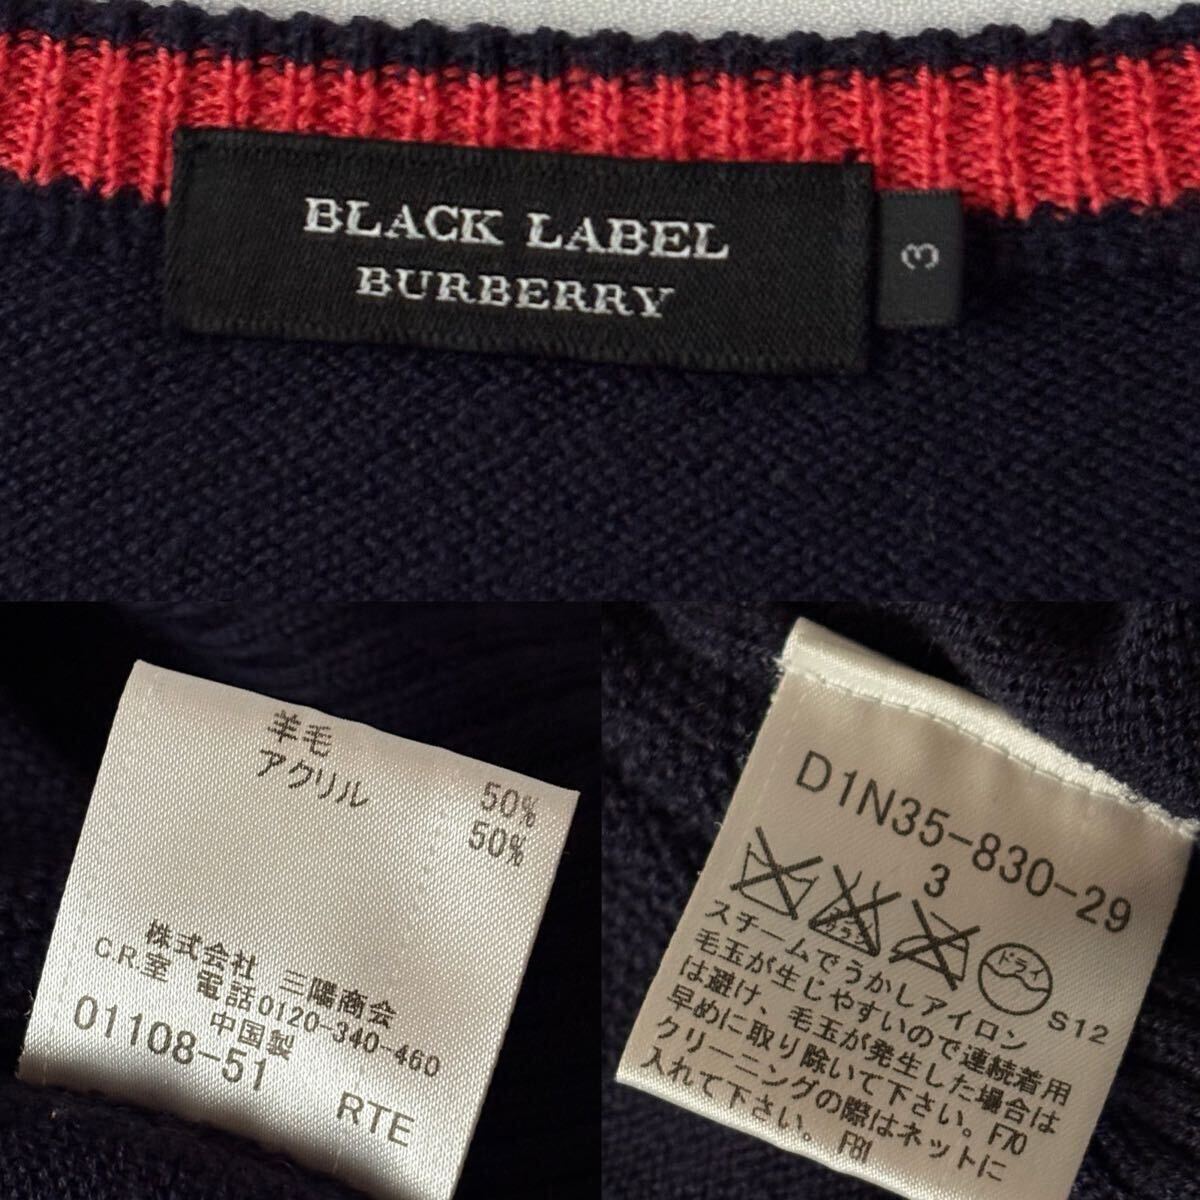 BLACK LABEL
BURBERRY
3
羊毛 50%
アクリル 50%
株式会社 三陽商会
C.R.室 電話0120-340-460
中国製
01108-51
RTE
D1N35-830-29
3
エンソサラシ
ドライ
S12
スチームでうかしアイロン
毛玉が生じやすいので連続着用
は避け、毛玉が発生した場合は
早めに取り除いて下さい。F70
クリーニングの際はネットに
入れて下さい。F81